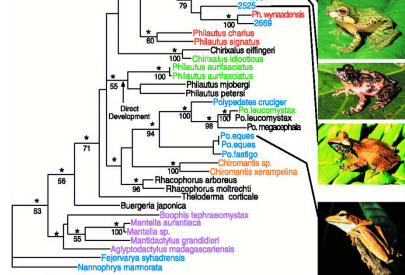 79
2525
Ph. wynaadensis
100
2669
Philautus charius
60
Philautus signatus
Chirixalus eiffingeri
100
Chirixalus idiooticus
Philautus aurifasciatus
55
100
Philautus aurifasciatus
Philautus mjobergi
Philautus petersi
Direct
Development
Polypedates cruciger
Po.leucomystax
100
Po.leucomystax
94
98
Po. megacephala
Po.eques
71
Po.eques
Po.fastigo
Chiromantis sp.
100
Chiromantis xerampelina
56
Rhacophorus arboreus
96
Rhacophorus moltrechti
Theloderma corticale
53
Buergeria japonica
Boophis tephraeomystax
Mantella aurantiaca
55
100
Mantella sp.
Mantidactylus grandidieri
Aglyptodactylus madagascariensis
Fejervarya syhadrensis
Nannophrys marmorata